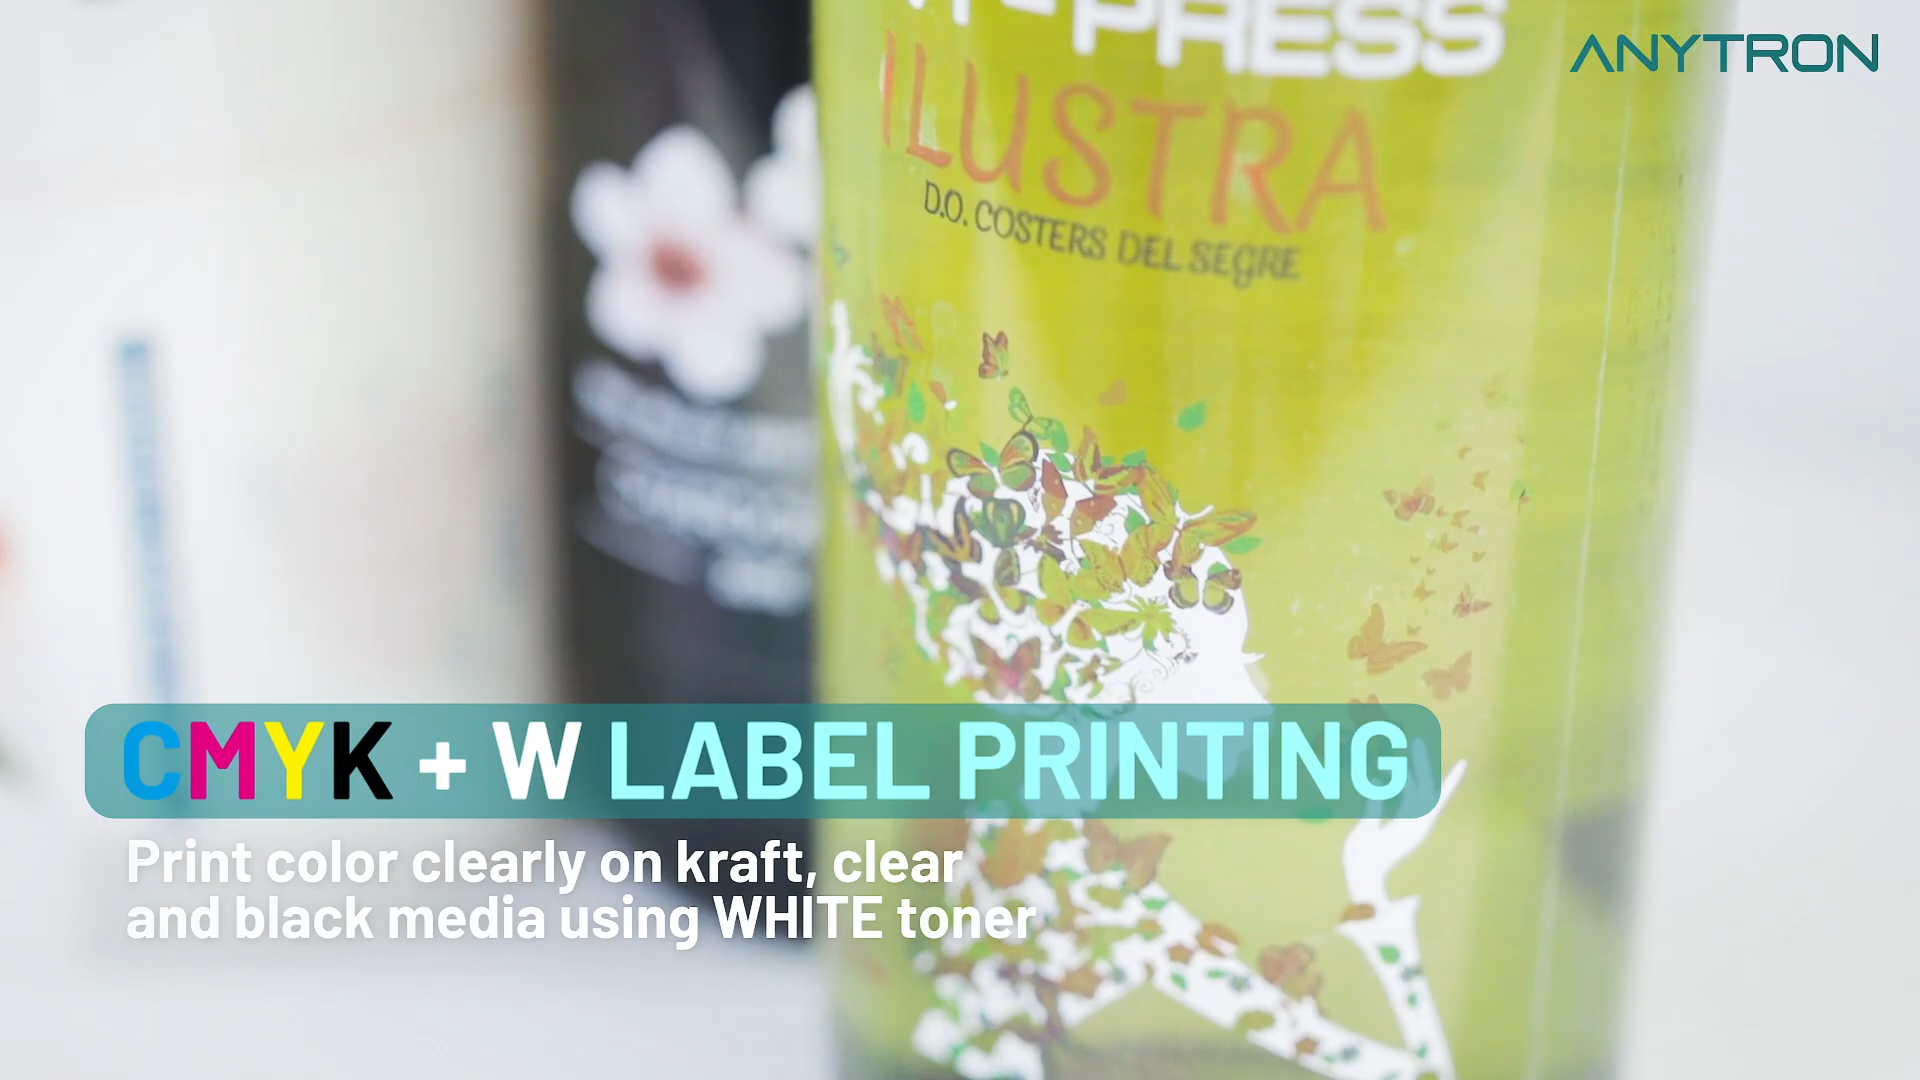 ANYTRON
PRESS
ILUSTRA
D.O. COSTERS DEL SEGRE
CMYK + W LABEL PRINTING
Print color clearly on kraft, clear
and black media using WHITE toner